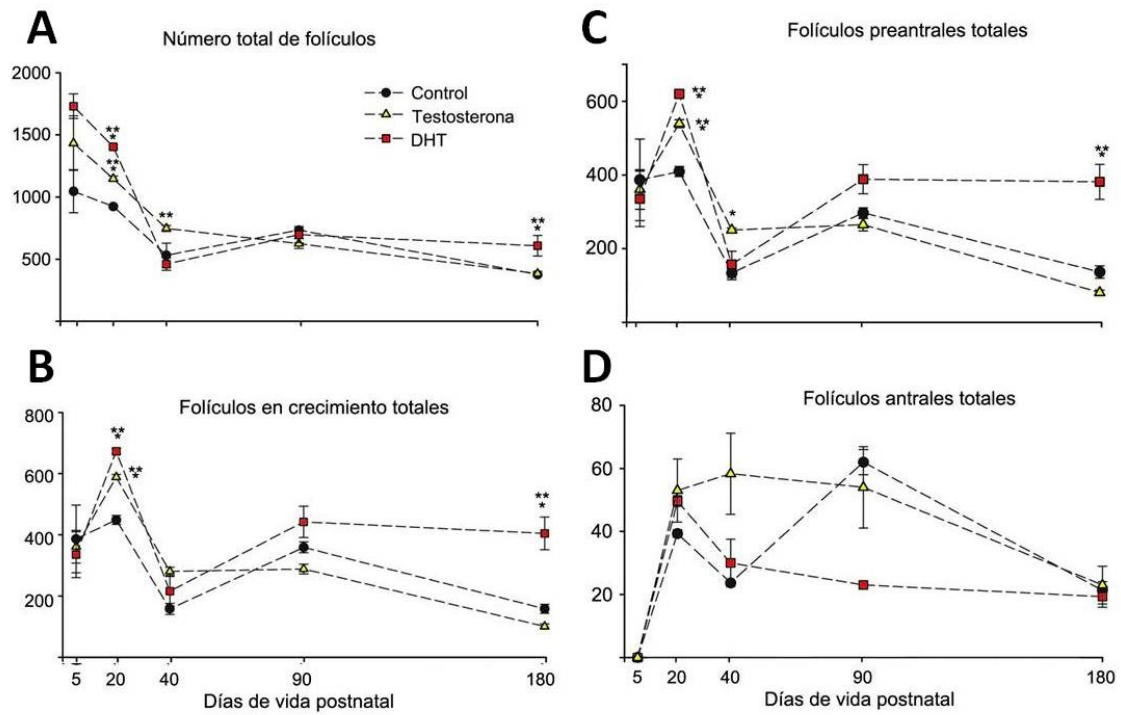 A
Número total de folículos
2000
1500
1000
500
Control
Testosterona
DHT
**
*
**
*
**
**
*
B
Folículos en crecimiento totales
800
600
400
200
**
*
**
*
**
*
5 20 40 90 180
Días de vida postnatal
C
Folículos preantrales totales
600
400
200
**
*
**
*
*
**
*
D
Folículos antrales totales
80
60
40
20
5 20 40 90 180
Días de vida postnatal